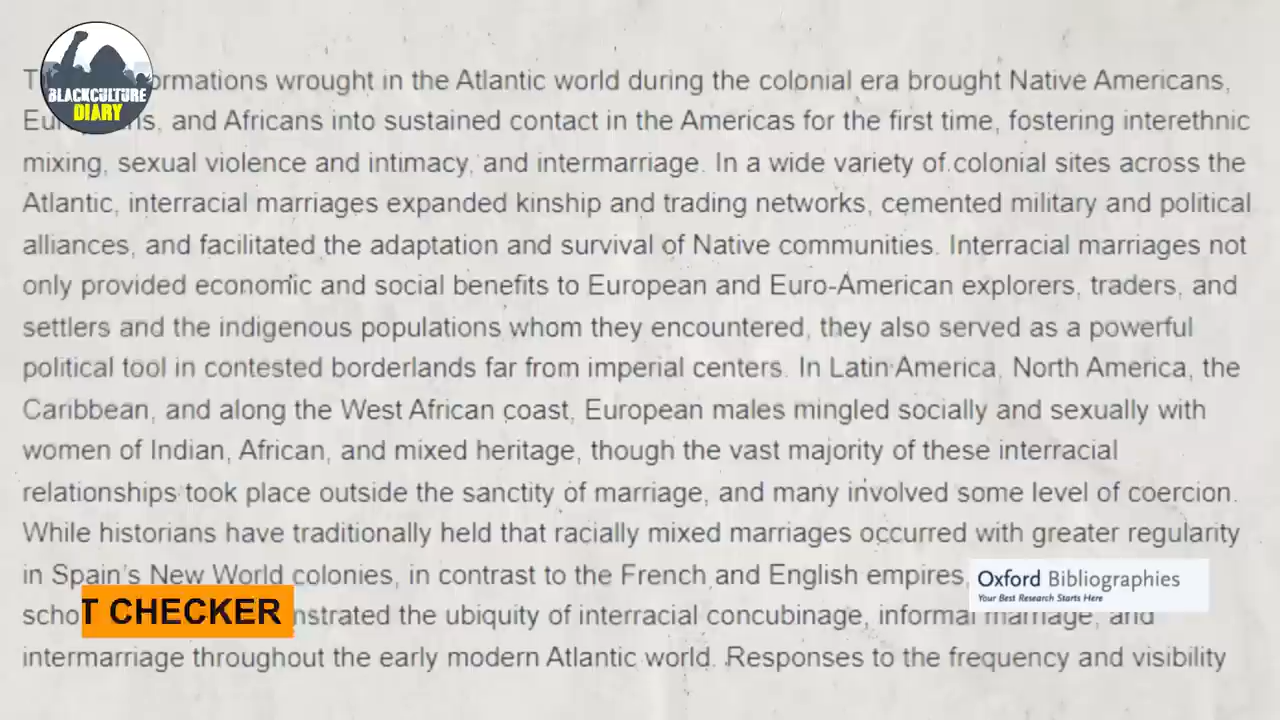 BLACKCULTURE
DIARY
ormations wrought in the Atlantic world during the colonial era brought Native Americans,
and Africans into sustained contact in the Americas for the first time, fostering interethnic
mixing, sexual violence and intimacy, and intermarriage. In a wide variety of colonial sites across the
Atlantic, interracial marriages expanded kinship and trading networks, cemented military and political
alliances, and facilitated the adaptation and survival of Native communities. Interracial marriages not
only provided economic and social benefits to European and Euro-American explorers, traders, and
settlers and the indigenous populations whom they encountered, they also served as a powerful
political tool in contested borderlands far from imperial centers. In Latin America, North America, the
Caribbean, and along the West African coast, European males mingled socially and sexually with
women of Indian, African, and mixed heritage, though the vast majority of these interracial
relationships took place outside the sanctity of marriage, and many involved some level of coercion.
While historians have traditionally held that racially mixed marriages occurred with greater regularity
in Spain's New World colonies, in contrast to the French and English empires,
Oxford Bibliographies
Your Best Research Starts Here
T CHECKER
scho nstrated the ubiquity of interracial concubinage, informal marriage, and
intermarriage throughout the early modern Atlantic world. Responses to the frequency and visibility